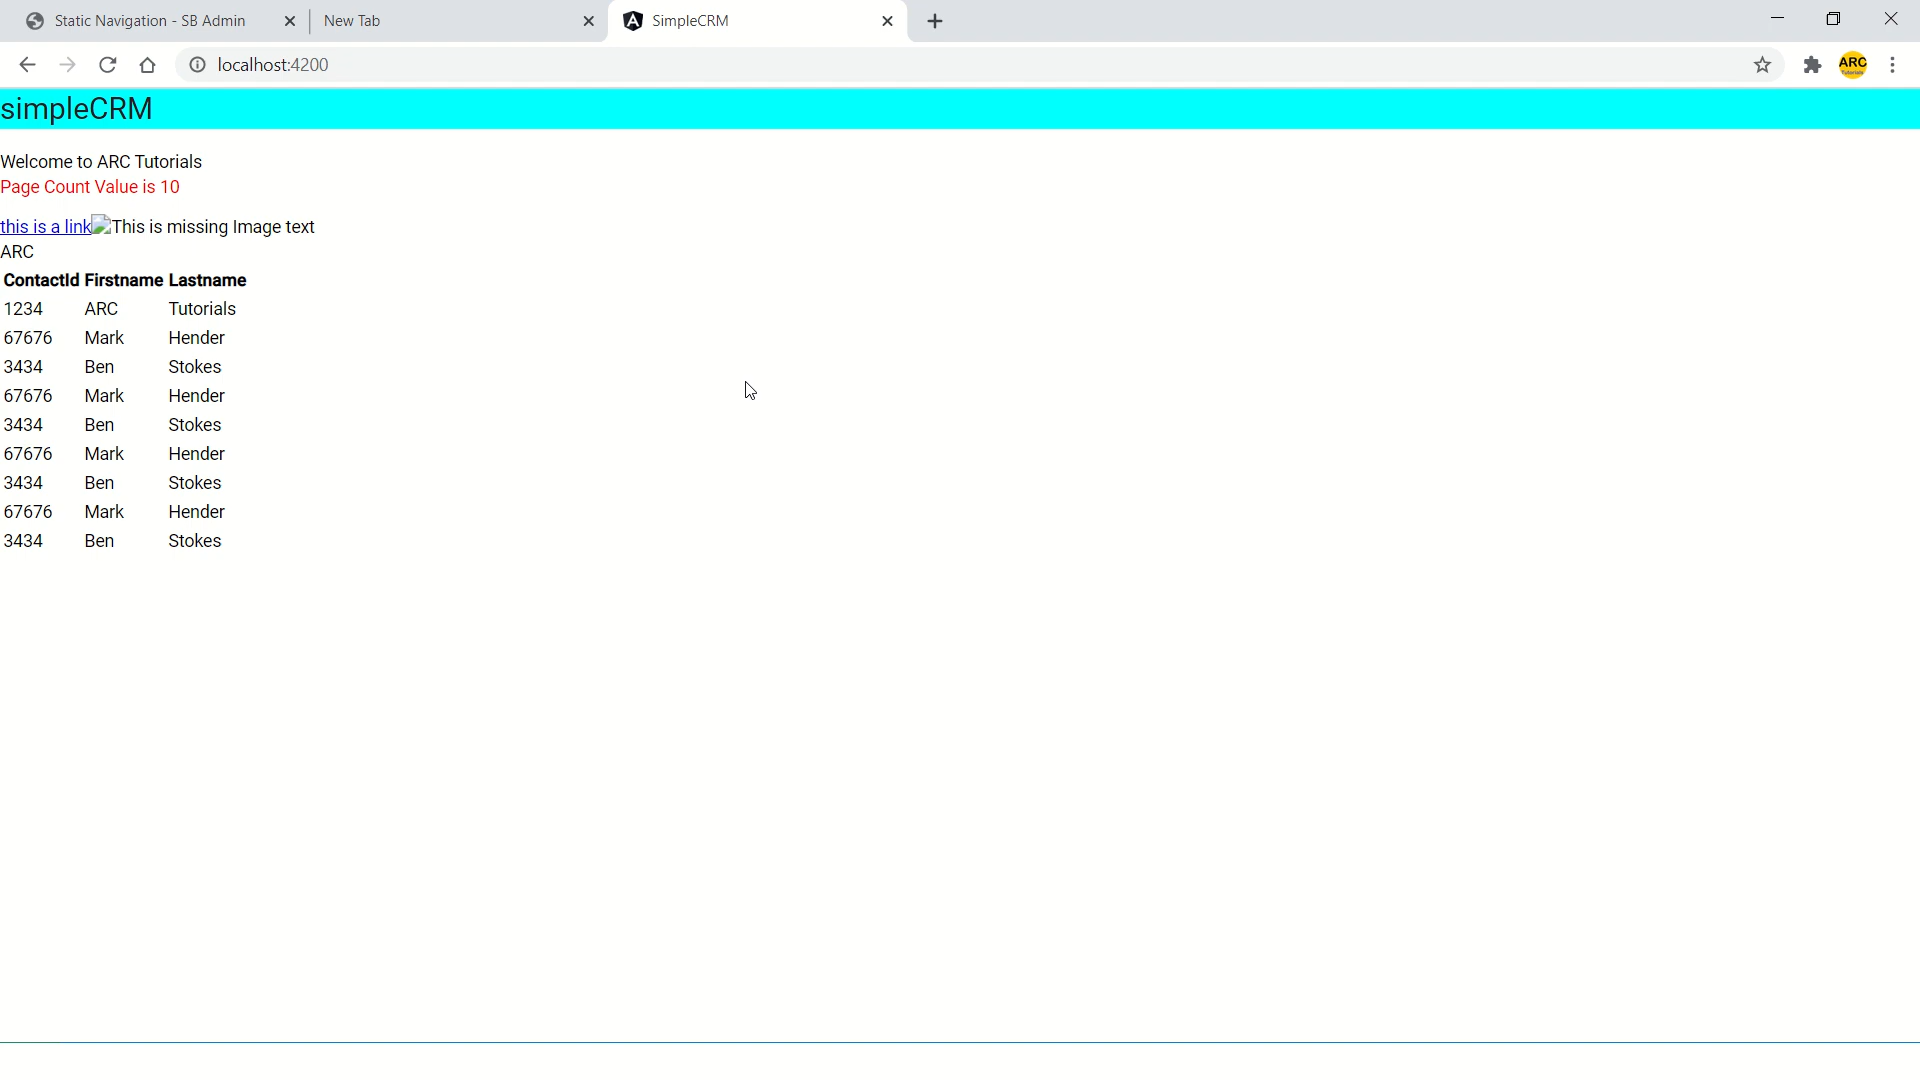 Static Navigation - SB Admin
New Tab
SimpleCRM
localhost:4200
ARC
Tutorials
simpleCRM
Welcome to ARC Tutorials
Page Count Value is 10
this is a link This is missing Image text
ARC
ContactId Firstname Lastname
1234 ARC Tutorials
67676 Mark Hender
3434 Ben Stokes
67676 Mark Hender
3434 Ben Stokes
67676 Mark Hender
3434 Ben Stokes
67676 Mark Hender
3434 Ben Stokes